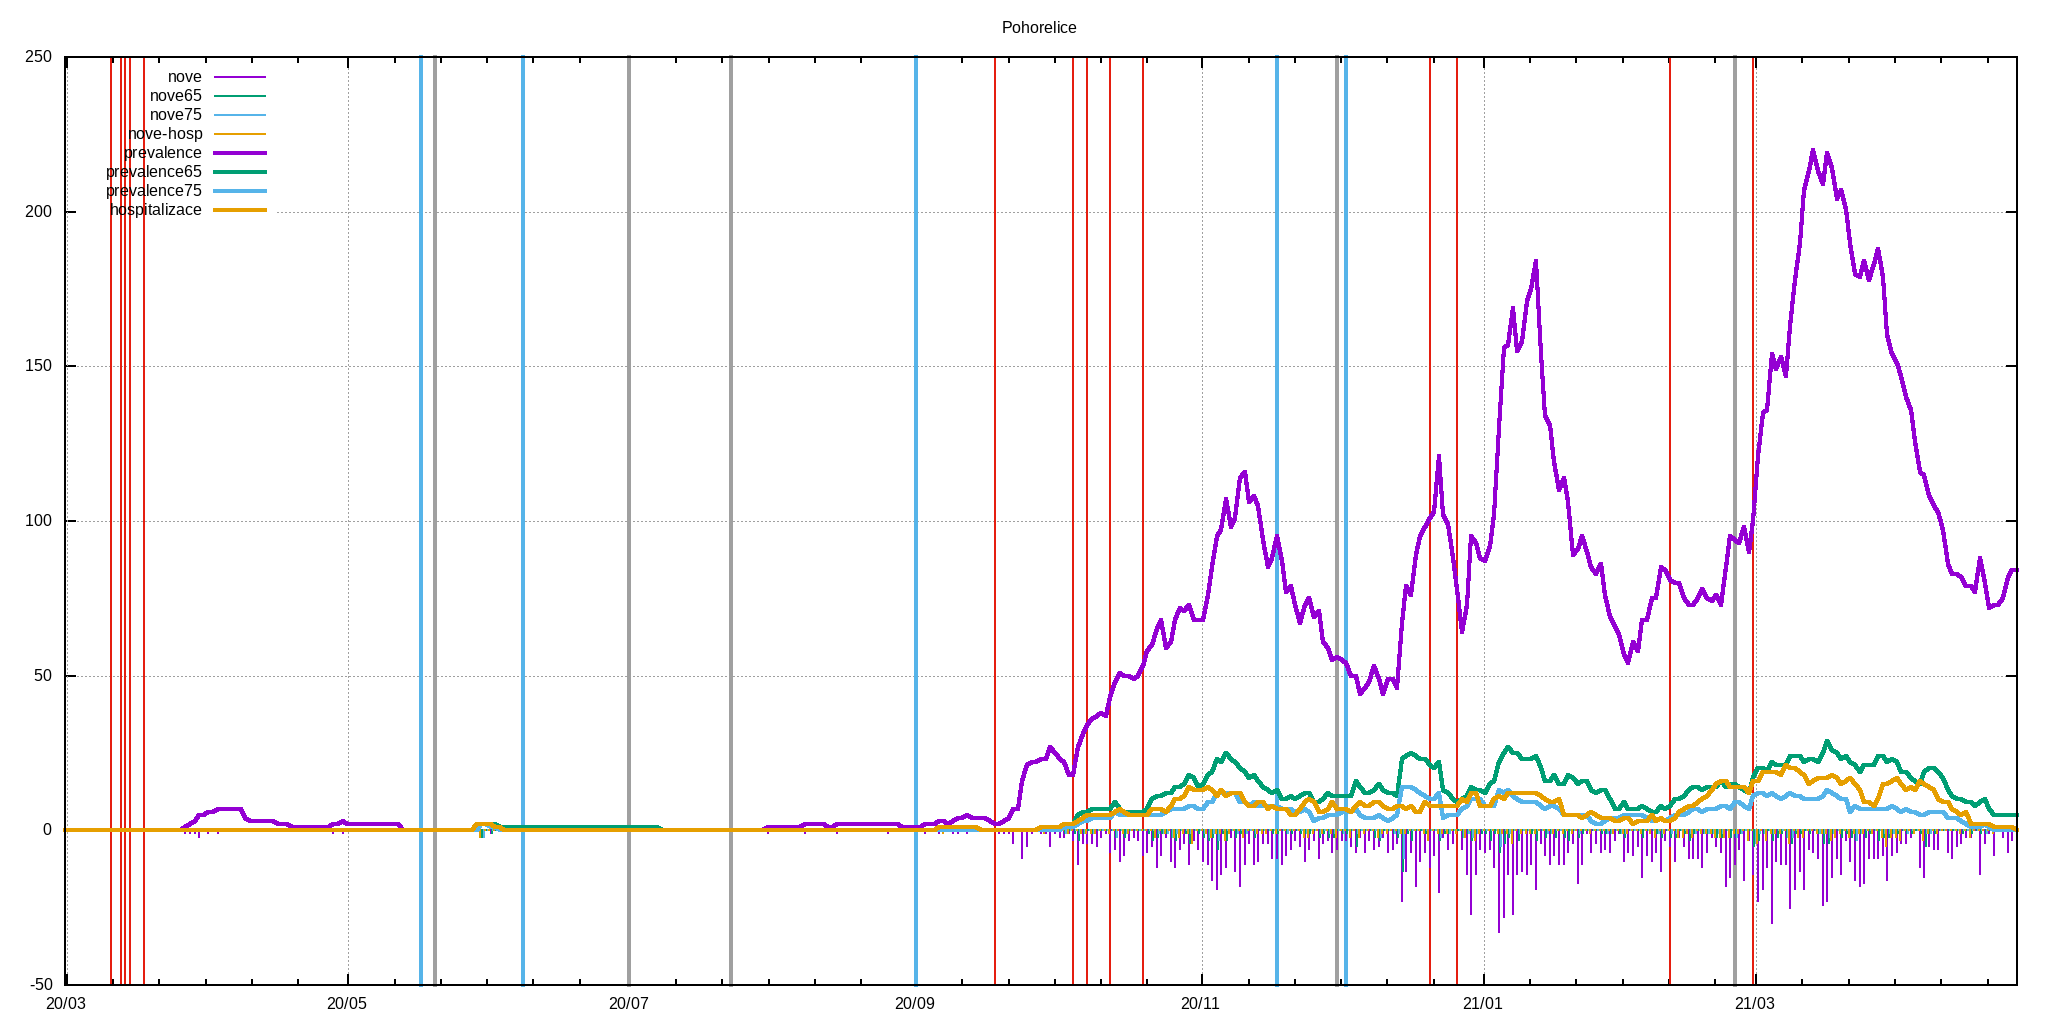 Pohorelice
250
200
150
100
50
0
-50
nove
nove65
nove75
nove-hosp
prevalence
prevalence65
prevalence75
hospitalizace
20/03 20/05 20/07 20/09 20/11 21/01 21/03